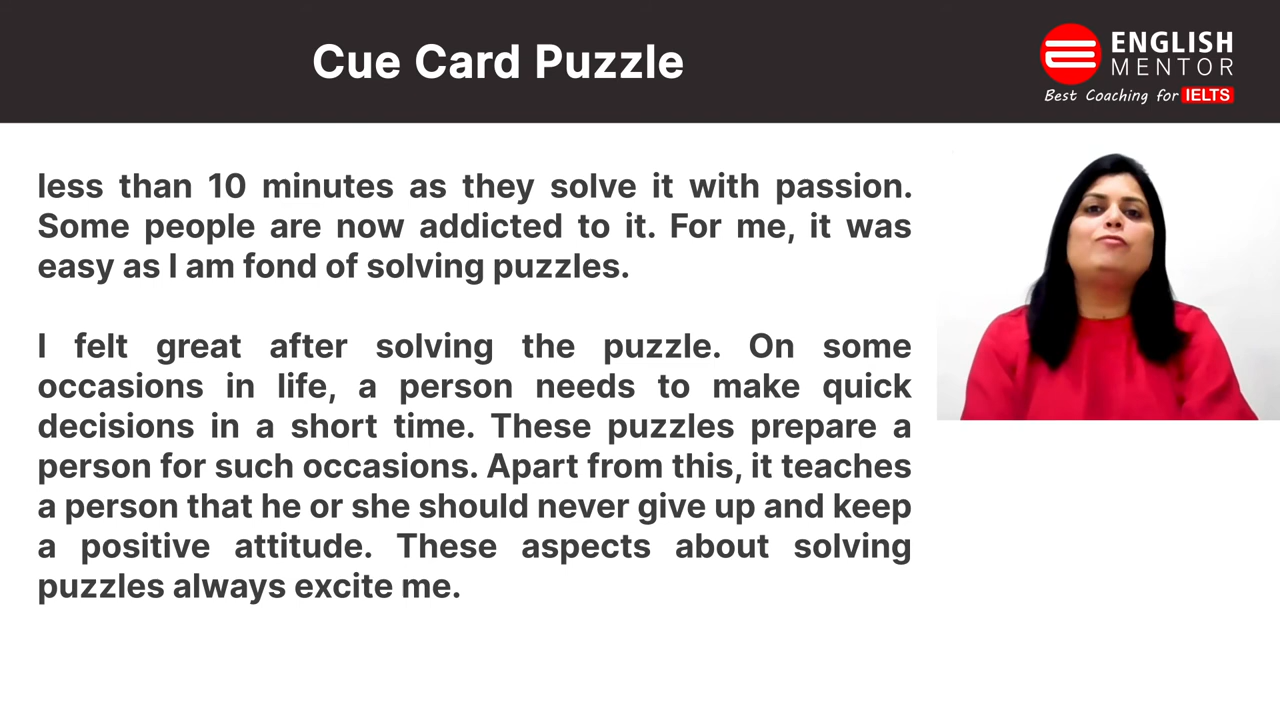 Cue Card Puzzle
ENGLISH
MENTOR
Best Coaching for IELTS
less than 10 minutes as they solve it with passion.
Some people are now addicted to it. For me, it was
easy as I am fond of solving puzzles.
I felt great after solving the puzzle. On some
occasions in life, a person needs to make quick
decisions in a short time. These puzzles prepare a
person for such occasions. Apart from this, it teaches
a person that he or she should never give up and keep
a positive attitude. These aspects about solving
puzzles always excite me.